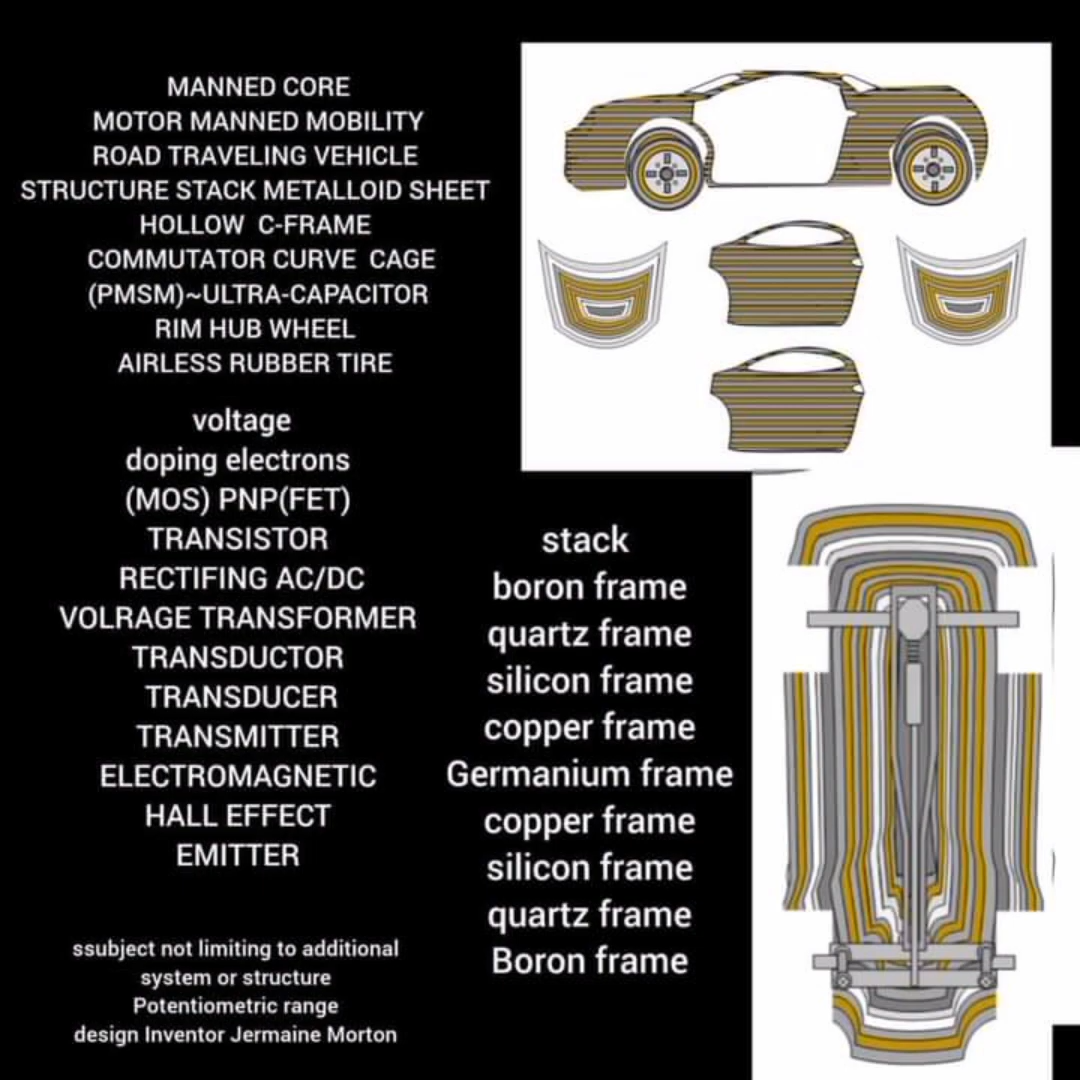 MANNED CORE
MOTOR MANNED MOBILITY
ROAD TRAVELING VEHICLE
STRUCTURE STACK METALLOID SHEET
HOLLOW C-FRAME
COMMUTATOR CURVE CAGE
(PMSM)~ULTRA-CAPACITOR
RIM HUB WHEEL
AIRLESS RUBBER TIRE
voltage
doping electrons
(MOS) PNP(FET)
TRANSISTOR
RECTIFING AC/DC
VOLRAGE TRANSFORMER
TRANSDUCTOR
TRANSDUCER
TRANSMITTER
ELECTROMAGNETIC
HALL EFFECT
EMITTER
ssubject not limiting to additional
system or structure
Potentiometric range
design Inventor Jermaine Morton
stack
boron frame
quartz frame
silicon frame
copper frame
Germanium frame
copper frame
silicon frame
quartz frame
Boron frame